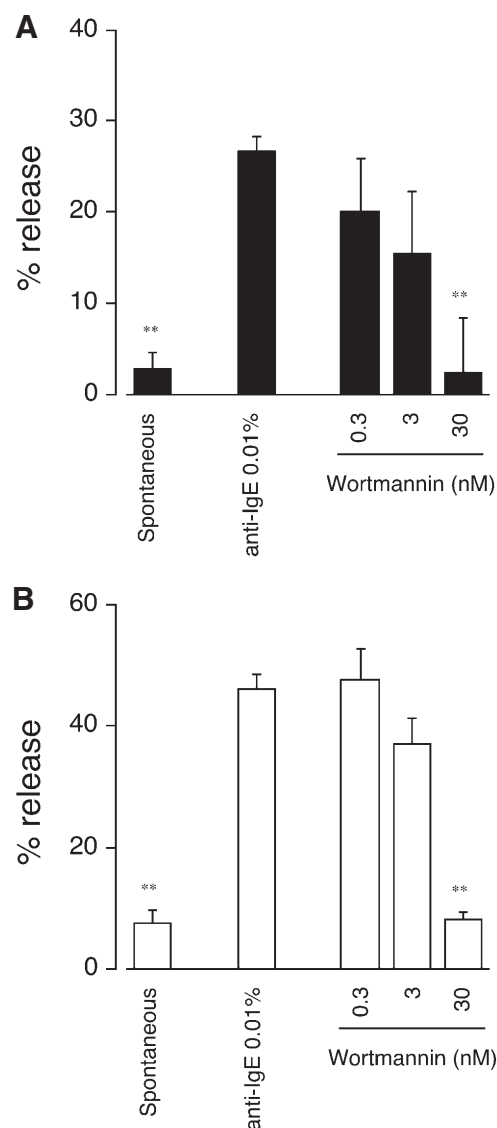 A
% release
40
30
20
10
0
**
**
Spontaneous
anti-IgE 0.01%
0.3
3
30
Wortmannin (nM)
B
% release
60
40
20
0
**
**
Spontaneous
anti-IgE 0.01%
0.3
3
30
Wortmannin (nM)